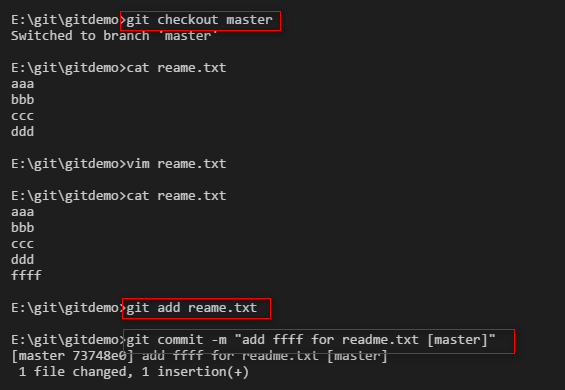 E:\git\gitdemo>git checkout master
Switched to branch 'master'
E:\git\gitdemo>cat reame.txt
aaa
bbb
ccc
ddd
E:\git\gitdemo>vim reame.txt
E:\git\gitdemo>cat reame.txt
aaa
bbb
ccc
ddd
ffff
E:\git\gitdemo>git add reame.txt
E:\git\gitdemo>git commit -m "add ffff for readme.txt [master]"
[master 73748e0] add ffff for readme.txt [master]
1 file changed, 1 insertion(+)